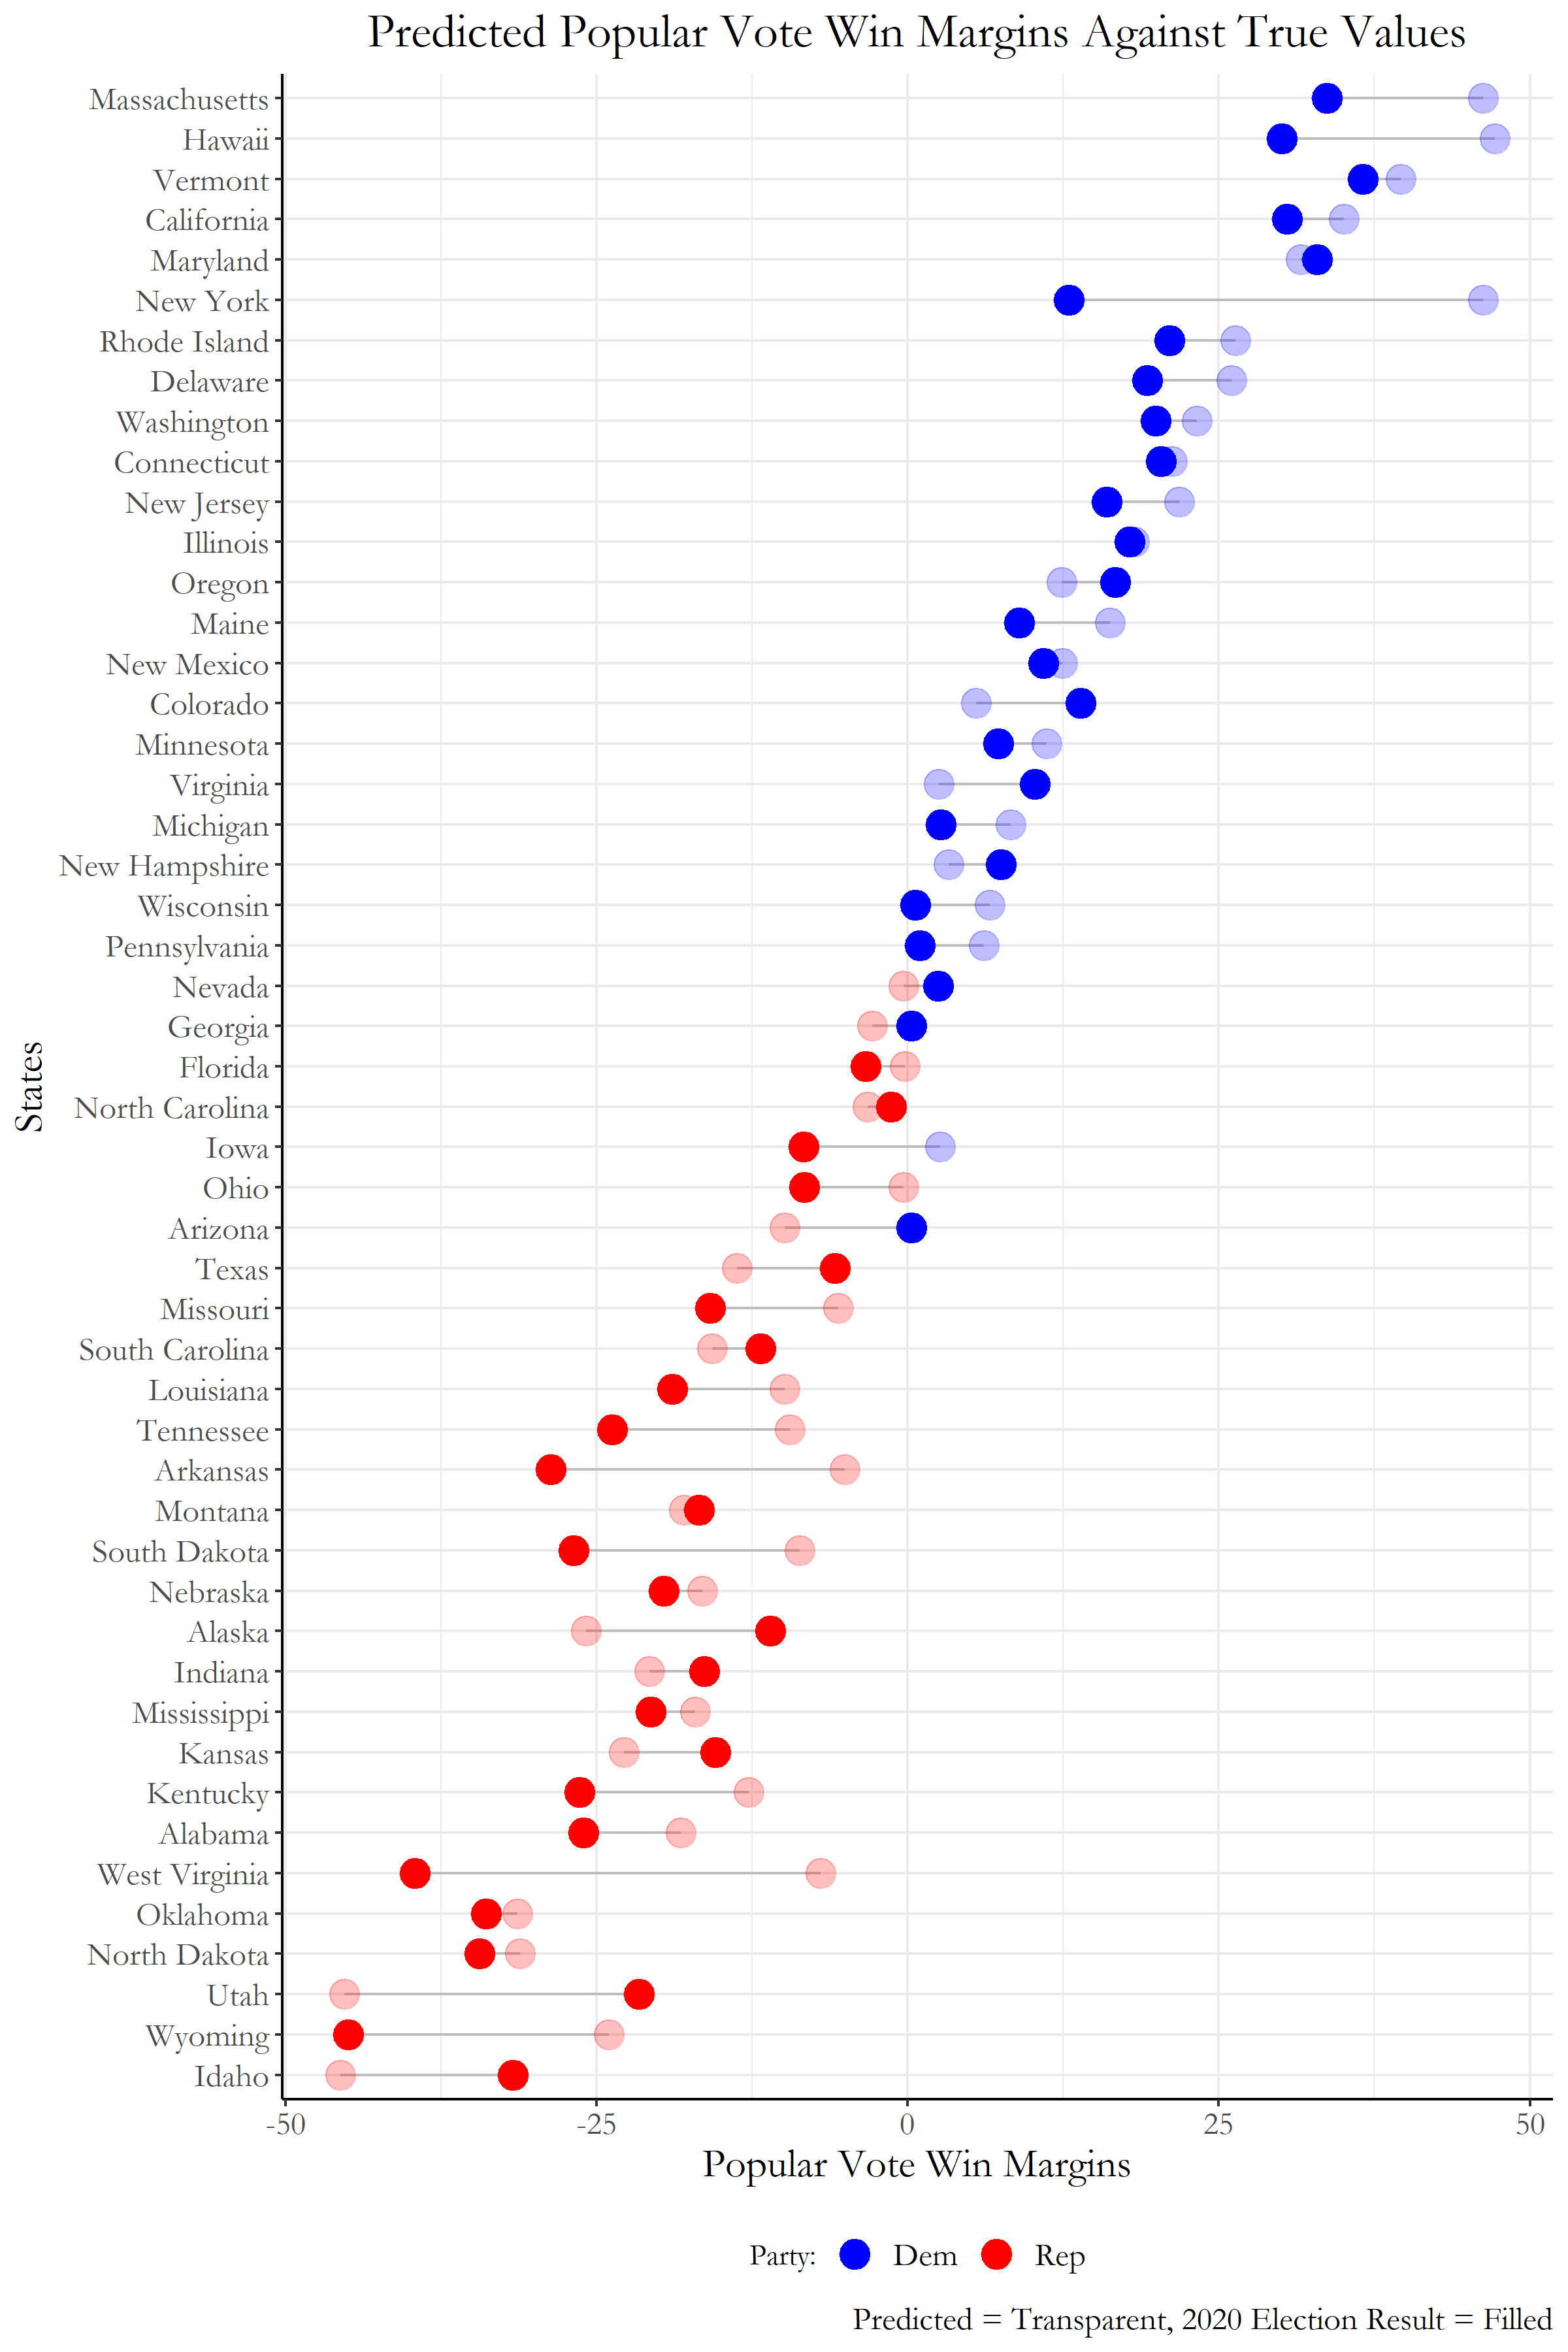 Predicted Popular Vote Win Margins Against True Values
States
Massachusetts
Hawaii
Vermont
California
Maryland
New York
Rhode Island
Delaware
Washington
Connecticut
New Jersey
Illinois
Oregon
Maine
New Mexico
Colorado
Minnesota
Virginia
Michigan
New Hampshire
Wisconsin
Pennsylvania
Nevada
Georgia
Florida
North Carolina
Iowa
Ohio
Arizona
Texas
Missouri
South Carolina
Louisiana
Tennessee
Arkansas
Montana
South Dakota
Nebraska
Alaska
Indiana
Mississippi
Kansas
Kentucky
Alabama
West Virginia
Oklahoma
North Dakota
Utah
Wyoming
Idaho
-50 -25 0 25 50
Popular Vote Win Margins
Party: Dem Rep
Predicted = Transparent, 2020 Election Result = Filled